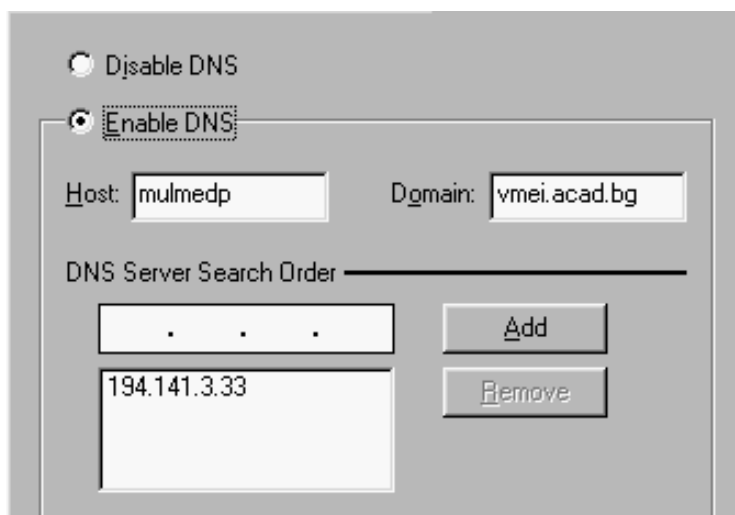 Disable DNS
Enable DNS
Host: mulmedp Domain: vmei.acad.bg
DNS Server Search Order
. . . Add
194.141.3.33 Remove